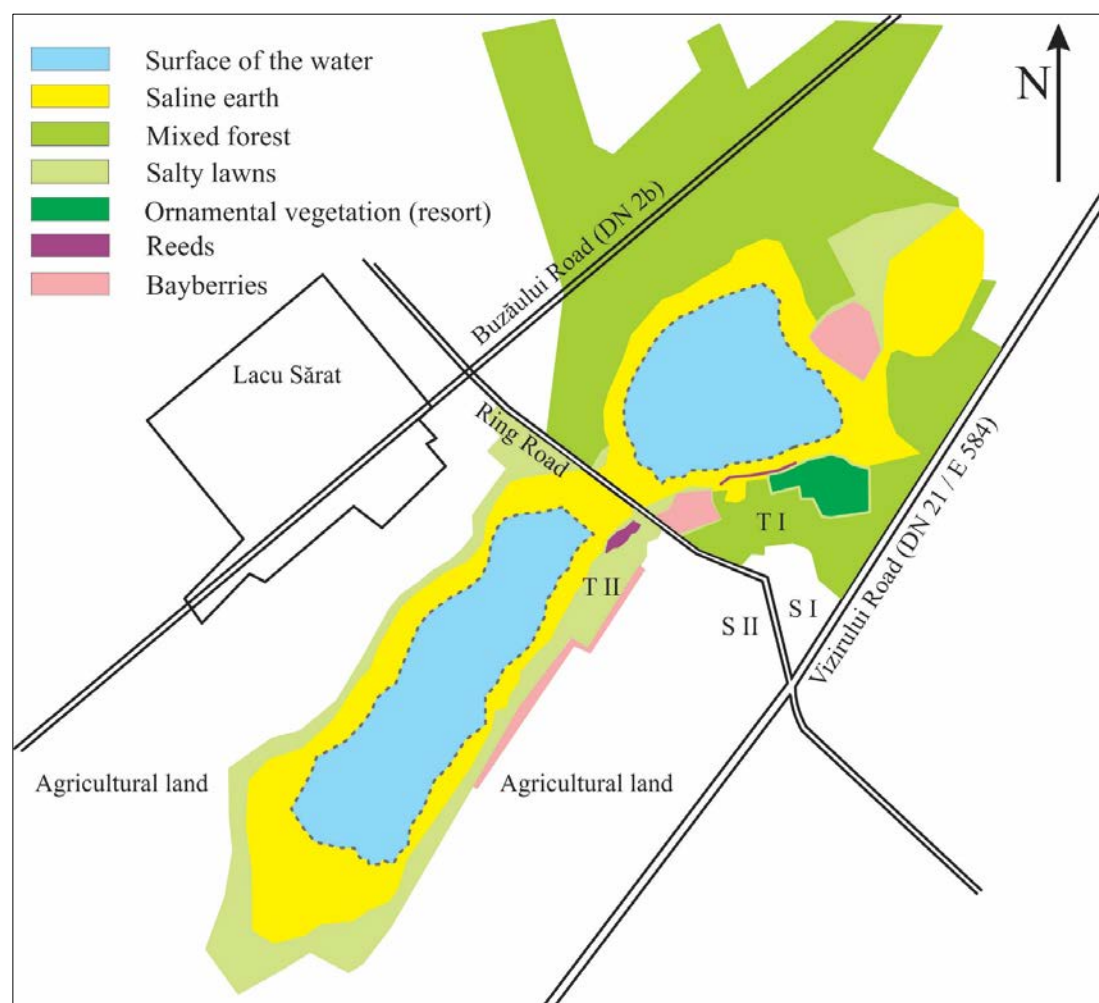 Surface of the water
Saline earth
Mixed forest
Salty lawns
Ornamental vegetation (resort)
Reeds
Bayberries
N
Buzăului Road (DN 2b)
Lacu Sărat
Ring Road
T I
T II
S I
S II
Vizirului Road (DN 21 / E 584)
Agricultural land
Agricultural land